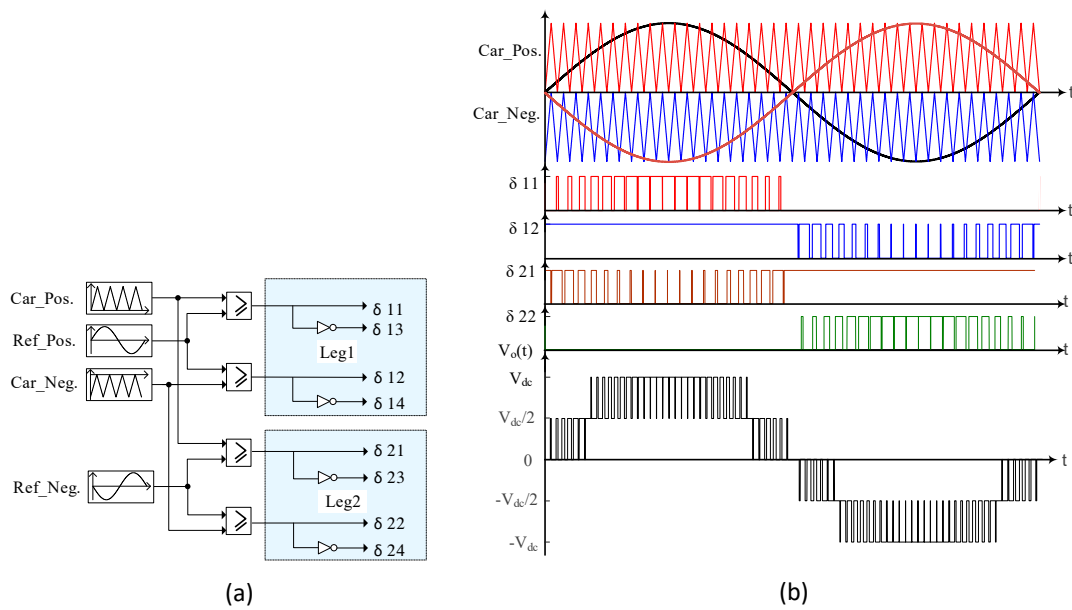 Car_Pos.
Ref_Pos.
Car_Neg.
Ref_Neg.
≥
≥
≥
≥
δ 11
δ 13
Leg1
δ 12
δ 14
δ 21
δ 23
Leg2
δ 22
δ 24
(a)
Car_Pos.
t
Car_Neg.
t
δ 11
t
δ 12
t
δ 21
t
δ 22
t
Vo(t)
Vdc
Vdc/2
0
t
-Vdc/2
-Vdc
(b)